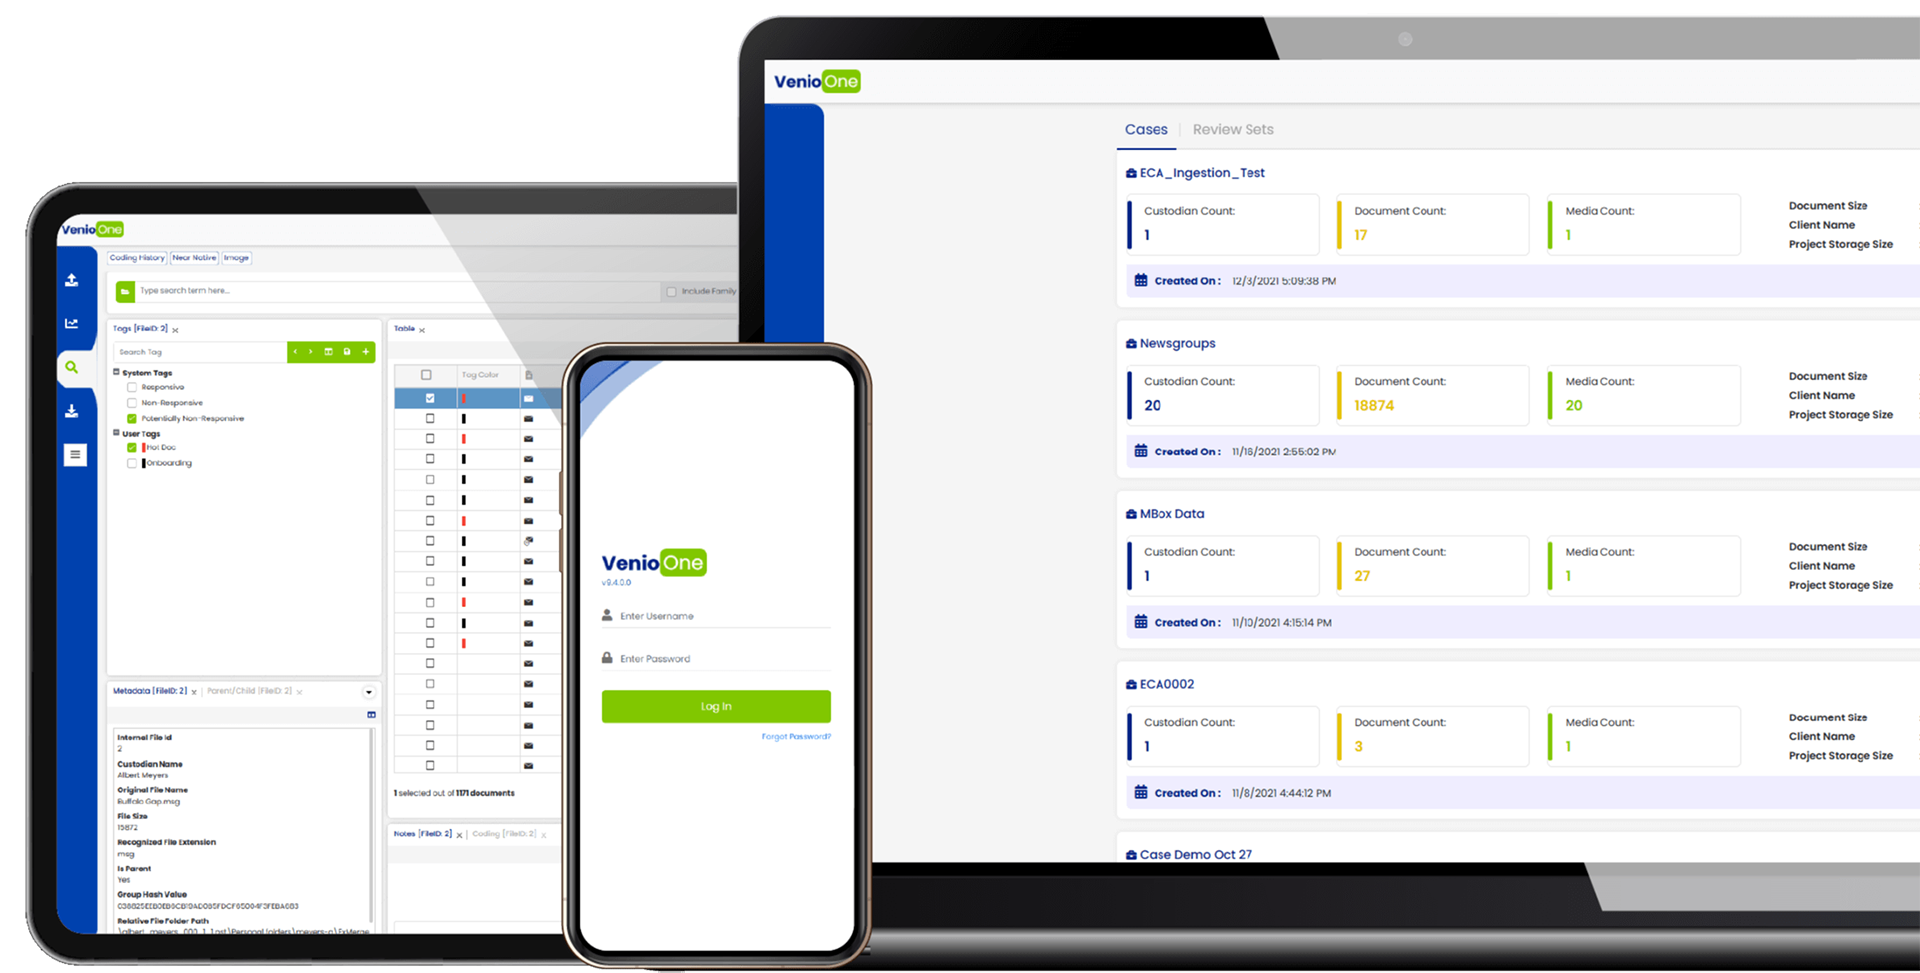 VenioOne
Coding History
Near Native
Image
Type search term here...
Include Family
Tags [FileID: 2] x
Search Tag
System Tags
Responsive
Non-Responsive
Potentially Non-Responsive
User Tags
Hot Doc
Onboarding
Metadata [FileID: 2] x | Parent/Child [FileID: 2] x
Internal File Id
2
Custodian Name
Albert Meyers
Original File Name
Buffalo Gap.msg
File Size
15872
Recognized File Extension
msg
Is Parent
Yes
Group Hash Value
Relative File Folder Path
Table x
Tag Color
1 selected out of 1171 documents
Notes [FileID: 2] x | Coding [FileID: 2] x
VenioOne
v9.4.0.0
Enter Username
Enter Password
Log In
Forgot Password?
VenioOne
Cases | Review Sets
ECA_Ingestion_Test
Custodian Count:
1
Document Count:
17
Media Count:
1
Document Size
Client Name
Project Storage Size
Created On : 12/3/2021 5:09:38 PM
Newsgroups
Custodian Count:
20
Document Count:
18874
Media Count:
20
Document Size
Client Name
Project Storage Size
Created On : 11/16/2021 2:55:02 PM
MBox Data
Custodian Count:
1
Document Count:
27
Media Count:
1
Document Size
Client Name
Project Storage Size
Created On : 11/10/2021 4:15:14 PM
ECA0002
Custodian Count:
1
Document Count:
3
Media Count:
1
Document Size
Client Name
Project Storage Size
Created On : 11/8/2021 4:44:12 PM
Case Demo Oct 27